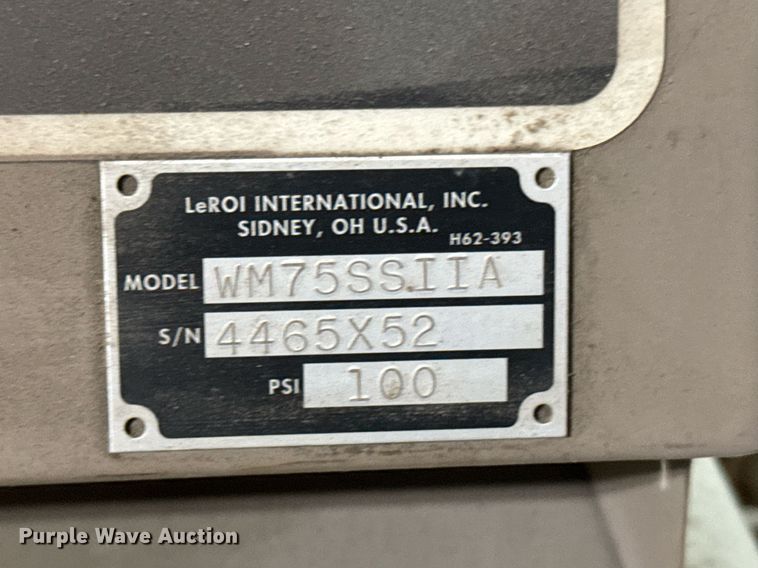 LeROI INTERNATIONAL, INC.
SIDNEY, OH U.S.A.
H62-393
MODEL WM75SSIIA
S/N 4465X52
PSI 100
Purple Wave Auction